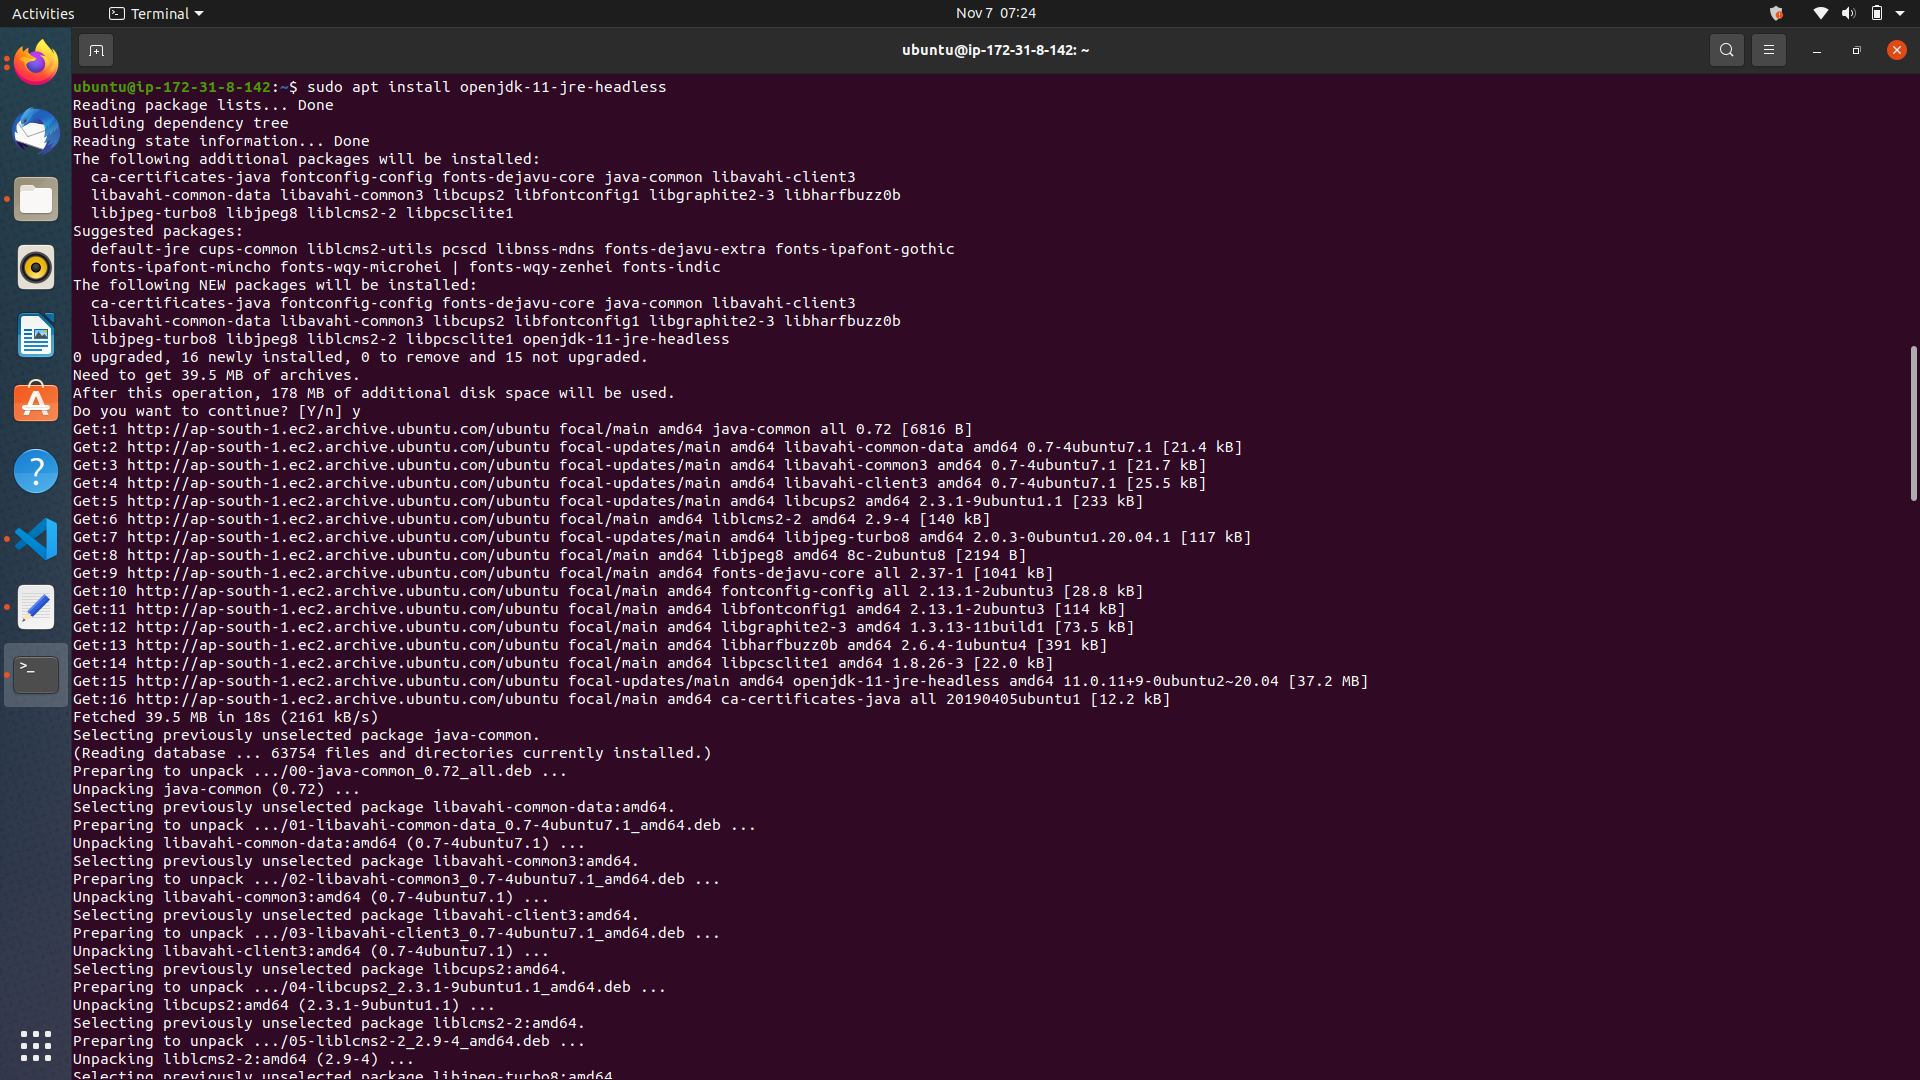 Activities
Terminal
Nov 7 07:24
ubuntu@ip-172-31-8-142: ~
ubuntu@ip-172-31-8-142:~$ sudo apt install openjdk-11-jre-headless
Reading package lists... Done
Building dependency tree
Reading state information... Done
The following additional packages will be installed:
  ca-certificates-java fontconfig-config fonts-dejavu-core java-common libavahi-client3
  libavahi-common-data libavahi-common3 libcups2 libfontconfig1 libgraphite2-3 libharfbuzz0b
  libjpeg-turbo8 libjpeg8 liblcms2-2 libpcsclite1
Suggested packages:
  default-jre cups-common liblcms2-utils pcscd libnss-mdns fonts-dejavu-extra fonts-ipafont-gothic
  fonts-ipafont-mincho fonts-wqy-microhei | fonts-wqy-zenhei fonts-indic
The following NEW packages will be installed:
  ca-certificates-java fontconfig-config fonts-dejavu-core java-common libavahi-client3
  libavahi-common-data libavahi-common3 libcups2 libfontconfig1 libgraphite2-3 libharfbuzz0b
  libjpeg-turbo8 libjpeg8 liblcms2-2 libpcsclite1 openjdk-11-jre-headless
0 upgraded, 16 newly installed, 0 to remove and 15 not upgraded.
Need to get 39.5 MB of archives.
After this operation, 178 MB of additional disk space will be used.
Do you want to continue? [Y/n] y
Get:1 http://ap-south-1.ec2.archive.ubuntu.com/ubuntu focal/main amd64 java-common all 0.72 [6816 B]
Get:2 http://ap-south-1.ec2.archive.ubuntu.com/ubuntu focal-updates/main amd64 libavahi-common-data amd64 0.7-4ubuntu7.1 [21.4 kB]
Get:3 http://ap-south-1.ec2.archive.ubuntu.com/ubuntu focal-updates/main amd64 libavahi-common3 amd64 0.7-4ubuntu7.1 [21.7 kB]
Get:4 http://ap-south-1.ec2.archive.ubuntu.com/ubuntu focal-updates/main amd64 libavahi-client3 amd64 0.7-4ubuntu7.1 [25.5 kB]
Get:5 http://ap-south-1.ec2.archive.ubuntu.com/ubuntu focal-updates/main amd64 libcups2 amd64 2.3.1-9ubuntu1.1 [233 kB]
Get:6 http://ap-south-1.ec2.archive.ubuntu.com/ubuntu focal/main amd64 liblcms2-2 amd64 2.9-4 [140 kB]
Get:7 http://ap-south-1.ec2.archive.ubuntu.com/ubuntu focal-updates/main amd64 libjpeg-turbo8 amd64 2.0.3-0ubuntu1.20.04.1 [117 kB]
Get:8 http://ap-south-1.ec2.archive.ubuntu.com/ubuntu focal/main amd64 libjpeg8 amd64 8c-2ubuntu8 [2194 B]
Get:9 http://ap-south-1.ec2.archive.ubuntu.com/ubuntu focal/main amd64 fonts-dejavu-core all 2.37-1 [1041 kB]
Get:10 http://ap-south-1.ec2.archive.ubuntu.com/ubuntu focal/main amd64 fontconfig-config all 2.13.1-2ubuntu3 [28.8 kB]
Get:11 http://ap-south-1.ec2.archive.ubuntu.com/ubuntu focal/main amd64 libfontconfig1 amd64 2.13.1-2ubuntu3 [114 kB]
Get:12 http://ap-south-1.ec2.archive.ubuntu.com/ubuntu focal/main amd64 libgraphite2-3 amd64 1.3.13-11build1 [73.5 kB]
Get:13 http://ap-south-1.ec2.archive.ubuntu.com/ubuntu focal/main amd64 libharfbuzz0b amd64 2.6.4-1ubuntu4 [391 kB]
Get:14 http://ap-south-1.ec2.archive.ubuntu.com/ubuntu focal/main amd64 libpcsclite1 amd64 1.8.26-3 [22.0 kB]
Get:15 http://ap-south-1.ec2.archive.ubuntu.com/ubuntu focal-updates/main amd64 openjdk-11-jre-headless amd64 11.0.11+9-0ubuntu2~20.04 [37.2 MB]
Get:16 http://ap-south-1.ec2.archive.ubuntu.com/ubuntu focal/main amd64 ca-certificates-java all 20190405ubuntu1 [12.2 kB]
Fetched 39.5 MB in 18s (2161 kB/s)
Selecting previously unselected package java-common.
(Reading database ... 63754 files and directories currently installed.)
Preparing to unpack .../00-java-common_0.72_all.deb ...
Unpacking java-common (0.72) ...
Selecting previously unselected package libavahi-common-data:amd64.
Preparing to unpack .../01-libavahi-common-data_0.7-4ubuntu7.1_amd64.deb ...
Unpacking libavahi-common-data:amd64 (0.7-4ubuntu7.1) ...
Selecting previously unselected package libavahi-common3:amd64.
Preparing to unpack .../02-libavahi-common3_0.7-4ubuntu7.1_amd64.deb ...
Unpacking libavahi-common3:amd64 (0.7-4ubuntu7.1) ...
Selecting previously unselected package libavahi-client3:amd64.
Preparing to unpack .../03-libavahi-client3_0.7-4ubuntu7.1_amd64.deb ...
Unpacking libavahi-client3:amd64 (0.7-4ubuntu7.1) ...
Selecting previously unselected package libcups2:amd64.
Preparing to unpack .../04-libcups2_2.3.1-9ubuntu1.1_amd64.deb ...
Unpacking libcups2:amd64 (2.3.1-9ubuntu1.1) ...
Selecting previously unselected package liblcms2-2:amd64.
Preparing to unpack .../05-liblcms2-2_2.9-4_amd64.deb ...
Unpacking liblcms2-2:amd64 (2.9-4) ...
Selecting previously unselected package libjpeg-turbo8:amd64